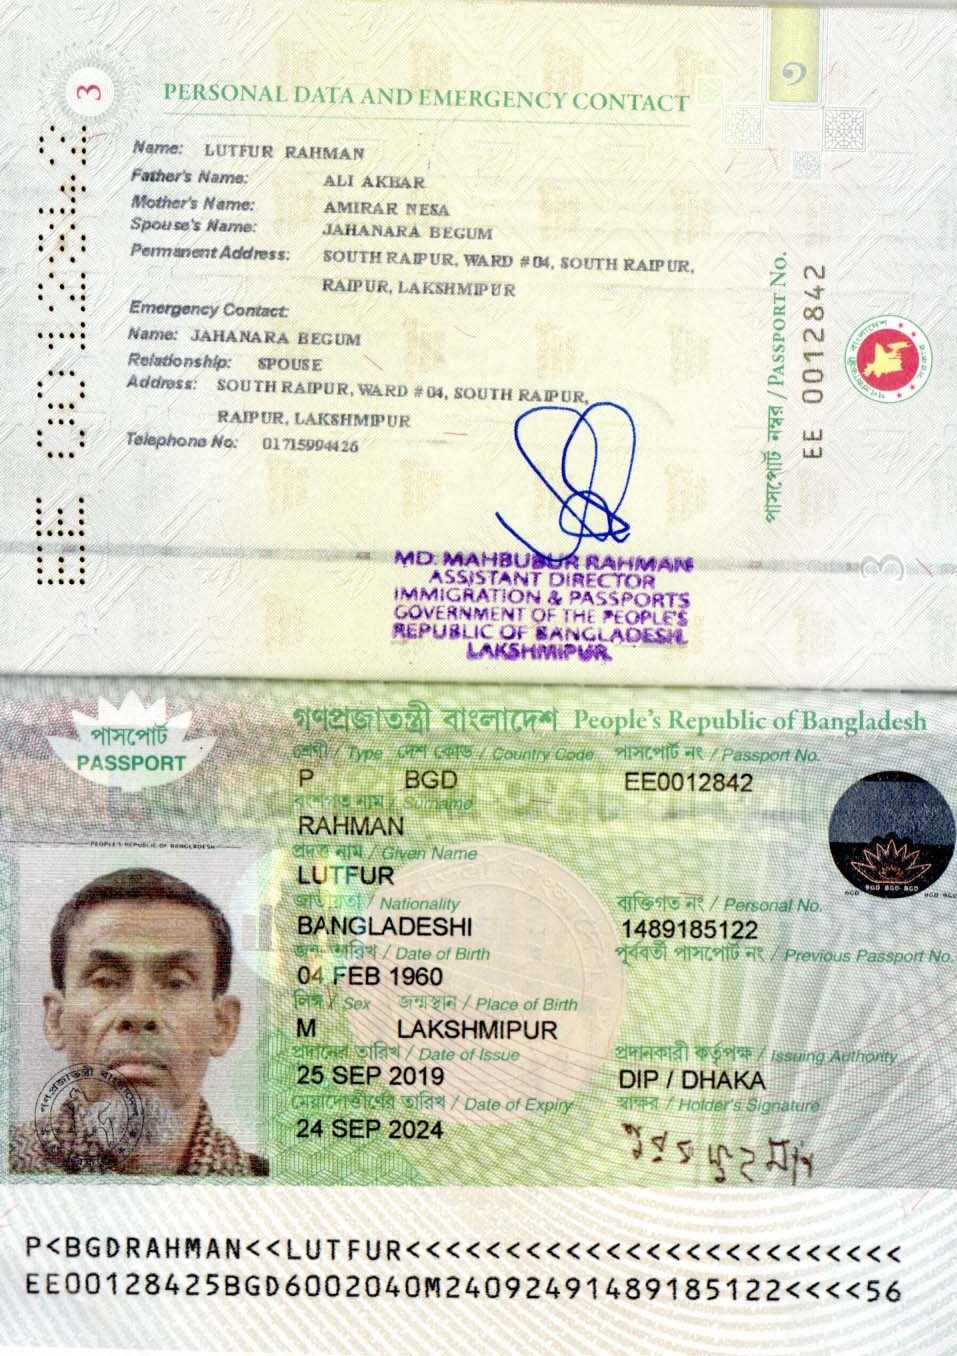 3
PERSONAL DATA AND EMERGENCY CONTACT
Name: LUTFUR RAHMAN
Father's Name: ALI AKBAR
Mother's Name: AMIRAR NESA
Spouse's Name: JAHANARA BEGUM
Permanent Address: SOUTH RAIPUR, WARD # 04, SOUTH RAIPUR,
RAIPUR, LAKSHMIPUR
Emergency Contact:
Name: JAHANARA BEGUM
Relationship: SPOUSE
Address: SOUTH RAIPUR, WARD # 04, SOUTH RAIPUR,
RAIPUR, LAKSHMIPUR
Telephone No: 01715994426
EE 0012842
৩
পাসপোর্ট নম্বর / PASSPORT No.
EE 0012842
3
MD. MAHBUBUR RAHMAN
ASSISTANT DIRECTOR
IMMIGRATION & PASSPORTS
GOVERNMENT OF THE PEOPLE'S
REPUBLIC OF BANGLADESH.
LAKSHMIPUR.
গণপ্রজাতন্ত্রী বাংলাদেশ People's Republic of Bangladesh
পাসপোর্ট
PASSPORT
শ্রেণী / Type দেশ কোড / Country Code পাসপোর্ট নং / Passport No.
P BGD EE0012842
বংশগত নাম / Surname
RAHMAN
প্রদত্ত নাম / Given Name
LUTFUR
জাতীয়তা / Nationality ব্যক্তিগত নং / Personal No.
BANGLADESHI 1489185122
জন্ম তারিখ / Date of Birth পূর্ববর্তী পাসপোর্ট নং / Previous Passport No.
04 FEB 1960
লিঙ্গ / Sex জন্মস্থান / Place of Birth
M LAKSHMIPUR
প্রদানের তারিখ / Date of Issue প্রদানকারী কর্তৃপক্ষ / Issuing Authority
25 SEP 2019 DIP / DHAKA
মেয়াদোত্তীর্ণের তারিখ / Date of Expiry স্বাক্ষর / Holder's Signature
24 SEP 2024
PEOPLE'S REPUBLIC OF BANGLADESH
BGD BGD BGD
P<BGDRAHMAN<<LUTFUR<<<<<<<<<<<<<<<<<<<<<<<<<
EE00128425BGD6002040M24092491489185122<<<<56